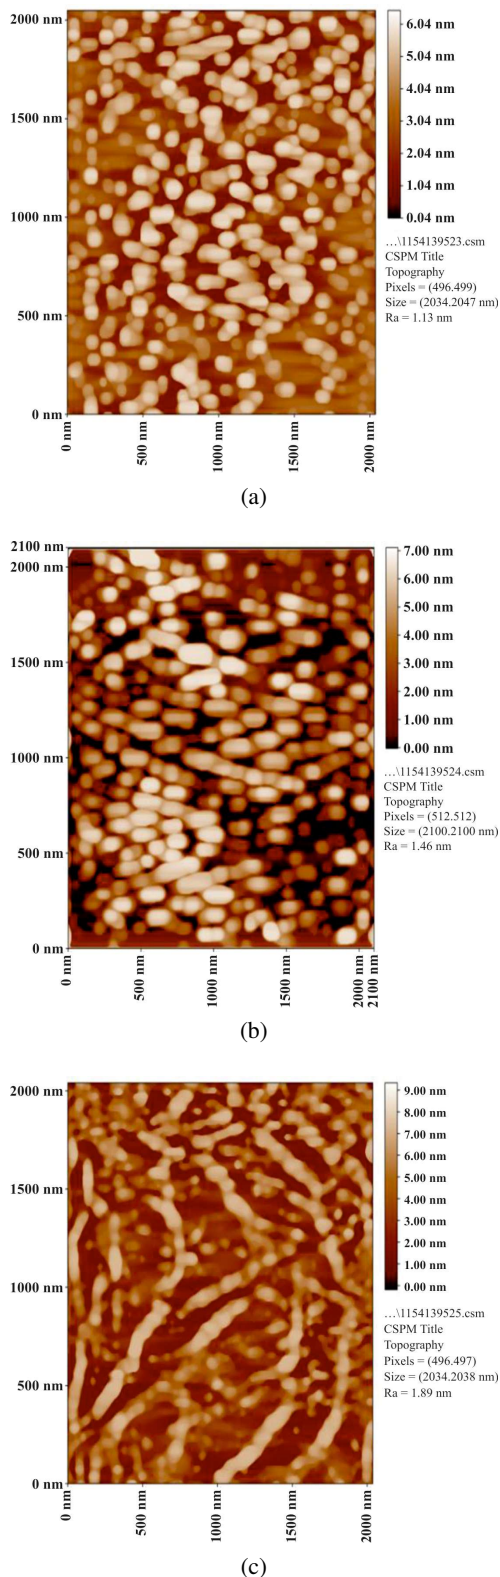 2000 nm
1500 nm
1000 nm
500 nm
0 nm
0 nm
500 nm
1000 nm
1500 nm
2000 nm
6.04 nm
5.04 nm
4.04 nm
3.04 nm
2.04 nm
1.04 nm
0.04 nm
...\1154139523.csm
CSPM Title
Topography
Pixels = (496.499)
Size = (2034.2047 nm)
Ra = 1.13 nm
(a)
2100 nm
2000 nm
1500 nm
1000 nm
500 nm
0 nm
0 nm
500 nm
1000 nm
1500 nm
2000 nm
2100 nm
7.00 nm
6.00 nm
5.00 nm
4.00 nm
3.00 nm
2.00 nm
1.00 nm
0.00 nm
...\1154139524.csm
CSPM Title
Topography
Pixels = (512.512)
Size = (2100.2100 nm)
Ra = 1.46 nm
(b)
2000 nm
1500 nm
1000 nm
500 nm
0 nm
0 nm
500 nm
1000 nm
1500 nm
2000 nm
9.00 nm
8.00 nm
7.00 nm
6.00 nm
5.00 nm
4.00 nm
3.00 nm
2.00 nm
1.00 nm
0.00 nm
...\1154139525.csm
CSPM Title
Topography
Pixels = (496.497)
Size = (2034.2038 nm)
Ra = 1.89 nm
(c)